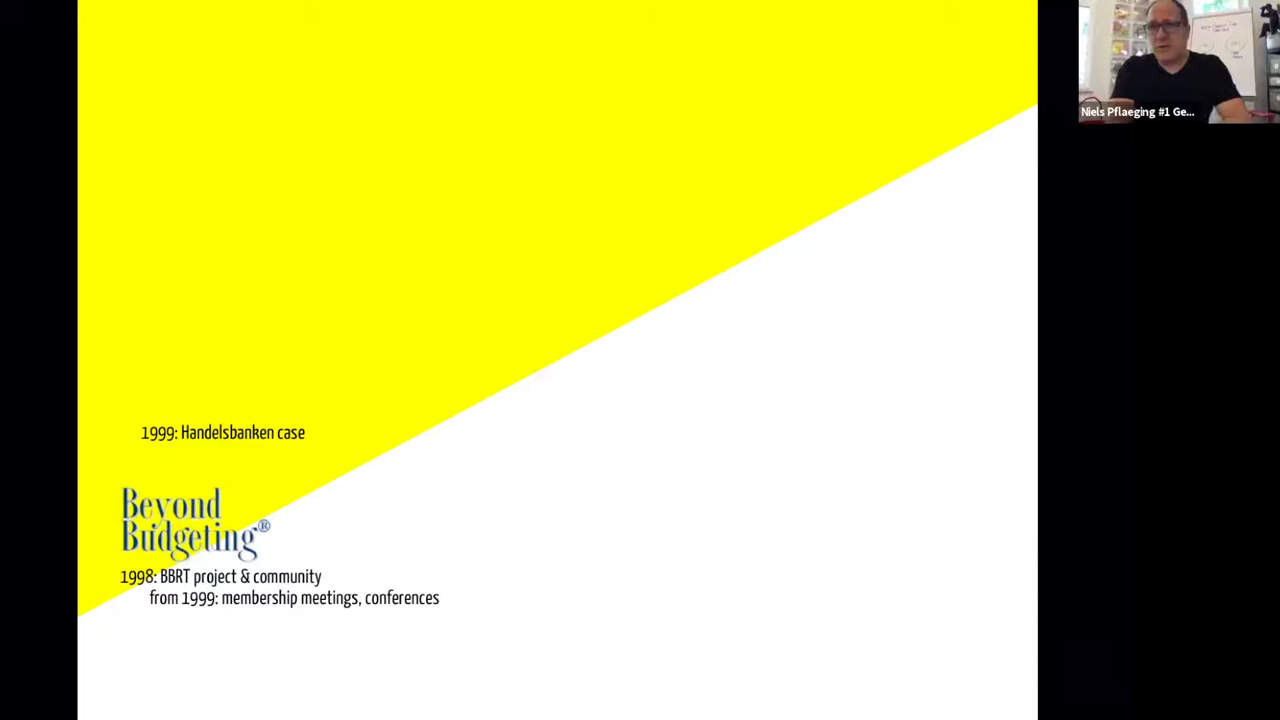 1999: Handelsbanken case
Beyond
Budgeting®
1998: BBRT project & community
from 1999: membership meetings, conferences
Niels Pflaeging #1 Ge...